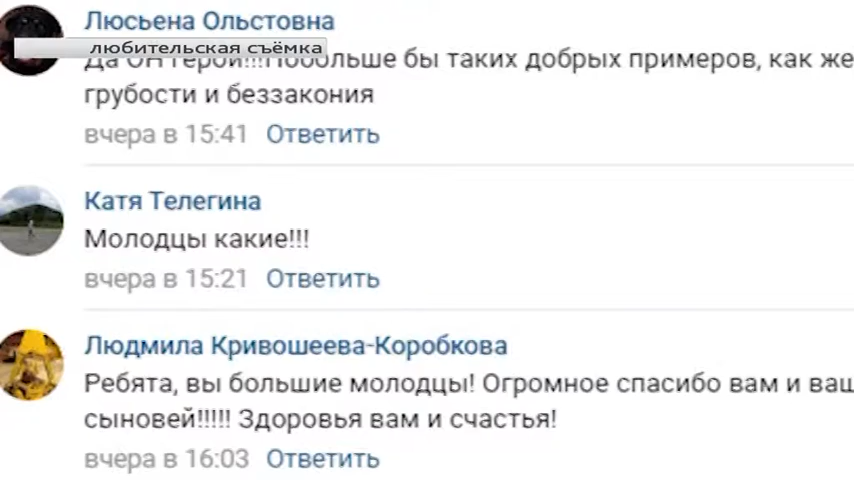 Люсьена Ольстовна
любительская съёмка
Да ОН герои!!!Побольше бы таких добрых примеров, как же
грубости и беззакония
вчера в 15:41 Ответить
Катя Телегина
Молодцы какие!!!
вчера в 15:21 Ответить
Людмила Кривошеева-Коробкова
Ребята, вы большие молодцы! Огромное спасибо вам и
сыновей!!!!! Здоровья вам и счастья!
вчера в 16:03 Ответить